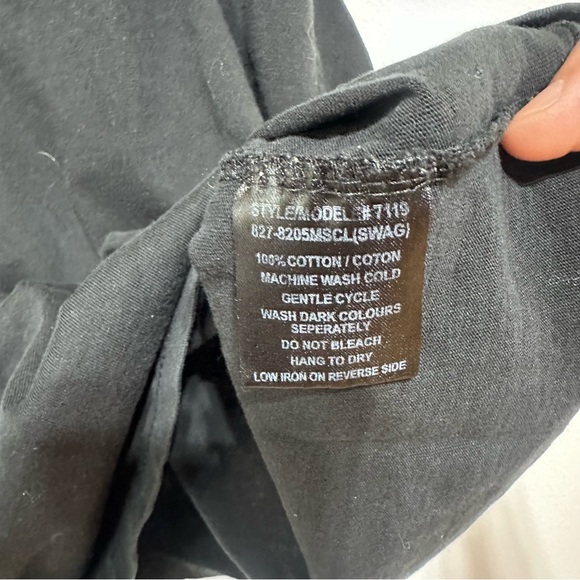 STYLE/MODELE# 7119
827-8205MSCL(SWAG)
100% COTTON / COTON
MACHINE WASH COLD
GENTLE CYCLE
WASH DARK COLOURS
SEPERATELY
DO NOT BLEACH
HANG TO DRY
LOW IRON ON REVERSE SIDE